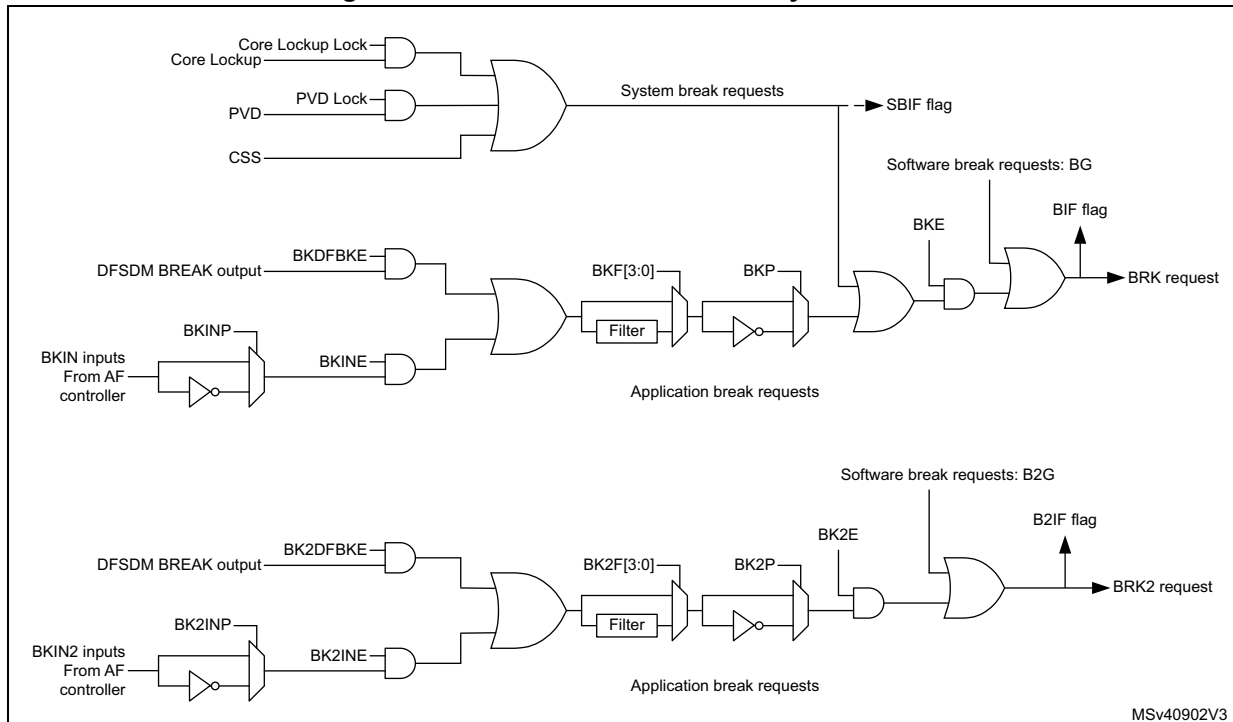 Core Lockup Lock
Core Lockup
System break requests
PVD Lock
SBIF flag
PVD
CSS
Software break requests: BG
BIF flag
BKE
BKDFBKE
BKF[3:0]
BKP
DFSDM BREAK output
BRK request
Filter
BKINP
BKIN inputs
From AF
controller
BKINE
Application break requests
Software break requests: B2G
B2IF flag
BK2E
BK2DFBKE
BK2F[3:0]
BK2P
DFSDM BREAK output
BRK2 request
Filter
BK2INP
BKIN2 inputs
From AF
controller
BK2INE
Application break requests
MSv40902V3